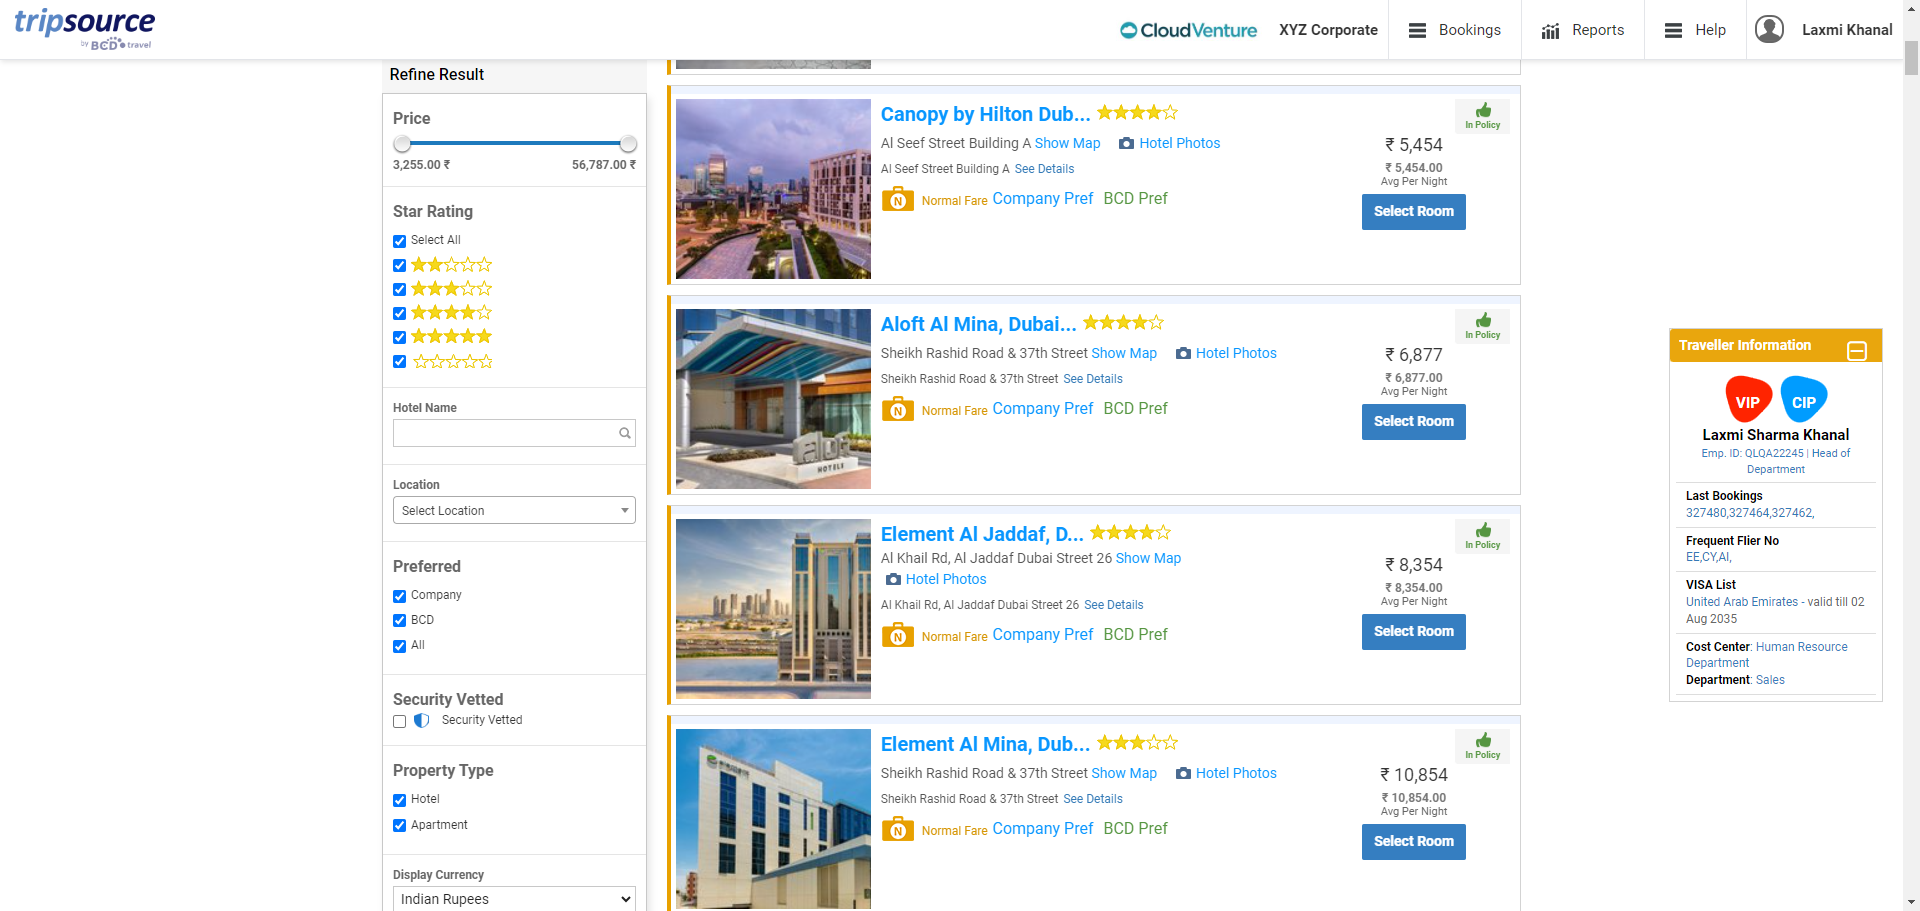 tripsource
by BCD travel
CloudVenture
XYZ Corporate
Bookings
Reports
Help
Laxmi Khanal
Refine Result
Price
3,255.00 ₹ 56,787.00 ₹
Star Rating
Select All
Hotel Name
Location
Select Location
Preferred
Company
BCD
All
Security Vetted
Security Vetted
Property Type
Hotel
Apartment
Display Currency
Indian Rupees
Canopy by Hilton Dub...
Al Seef Street Building A Show Map Hotel Photos
Al Seef Street Building A See Details
N Normal Fare Company Pref BCD Pref
In Policy
₹ 5,454
₹ 5,454.00
Avg Per Night
Select Room
Aloft Al Mina, Dubai...
Sheikh Rashid Road & 37th Street Show Map Hotel Photos
Sheikh Rashid Road & 37th Street See Details
N Normal Fare Company Pref BCD Pref
In Policy
₹ 6,877
₹ 6,877.00
Avg Per Night
Select Room
aloft
HOTELS
Element Al Jaddaf, D...
Al Khail Rd, Al Jaddaf Dubai Street 26 Show Map
Hotel Photos
Al Khail Rd, Al Jaddaf Dubai Street 26 See Details
N Normal Fare Company Pref BCD Pref
In Policy
₹ 8,354
₹ 8,354.00
Avg Per Night
Select Room
Element Al Mina, Dub...
Sheikh Rashid Road & 37th Street Show Map Hotel Photos
Sheikh Rashid Road & 37th Street See Details
N Normal Fare Company Pref BCD Pref
In Policy
₹ 10,854
₹ 10,854.00
Avg Per Night
Select Room
Traveller Information
VIP CIP
Laxmi Sharma Khanal
Emp. ID: QLQA22245 | Head of
Department
Last Bookings
327480,327464,327462,
Frequent Flier No
EE,CY,AI,
VISA List
United Arab Emirates - valid till 02
Aug 2035
Cost Center: Human Resource
Department
Department: Sales